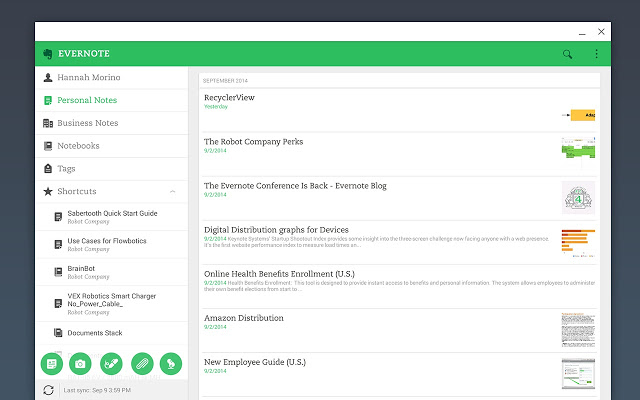 EVERNOTE
Hannah Morino
Personal Notes
Business Notes
Notebooks
Tags
Shortcuts
Sabertooth Quick Start Guide
Robot Company
Use Cases for Flowbotics
Robot Company
BrainBot
Robot Company
VEX Robotics Smart Charger
No_Power_Cable_
Robot Company
Documents Stack
Last sync: Sep 9 3:59 PM
SEPTEMBER 2014
RecyclerView
Yesterday
Adap
The Robot Company Perks
9/2/2014
The Evernote Conference Is Back - Evernote Blog
9/2/2014
4
Digital Distribution graphs for Devices
9/2/2014 Keynote Systems' Startup Shootout Index provides some insight into the three screen challenge now facing anyone with a web presence.
It's the first website performance index to measure load times an...
Online Health Benefits Enrollment (U.S.)
9/2/2014 Health Benefits Enrollment: This tool is designed to provide instant access to benefits and personal information. The system allows employees to administer
their own benefit elections from start to ...
Amazon Distribution
9/2/2014
New Employee Guide (U.S.)
9/2/2014